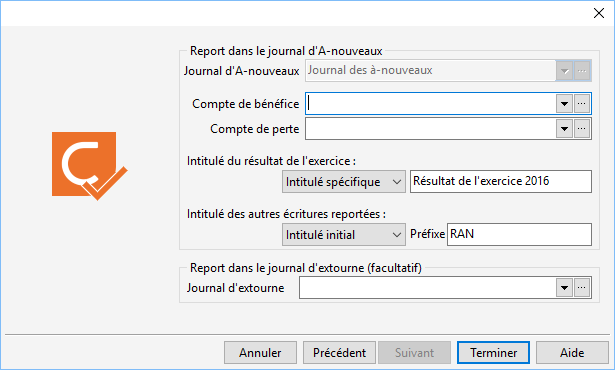 Report dans le journal d'A-nouveaux
Journal d'A-nouveaux Journal des à-nouveaux
Compte de bénéfice
Compte de perte
Intitulé du résultat de l'exercice :
Intitulé spécifique Résultat de l'exercice 2016
Intitulé des autres écritures reportées :
Intitulé initial Préfixe RAN
Report dans le journal d'extourne (facultatif)
Journal d'extourne
Annuler Précédent Suivant Terminer Aide